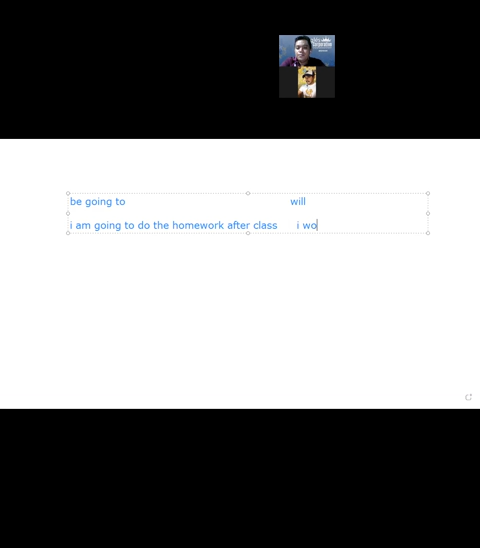 be going to will
i am going to do the homework after class i wo